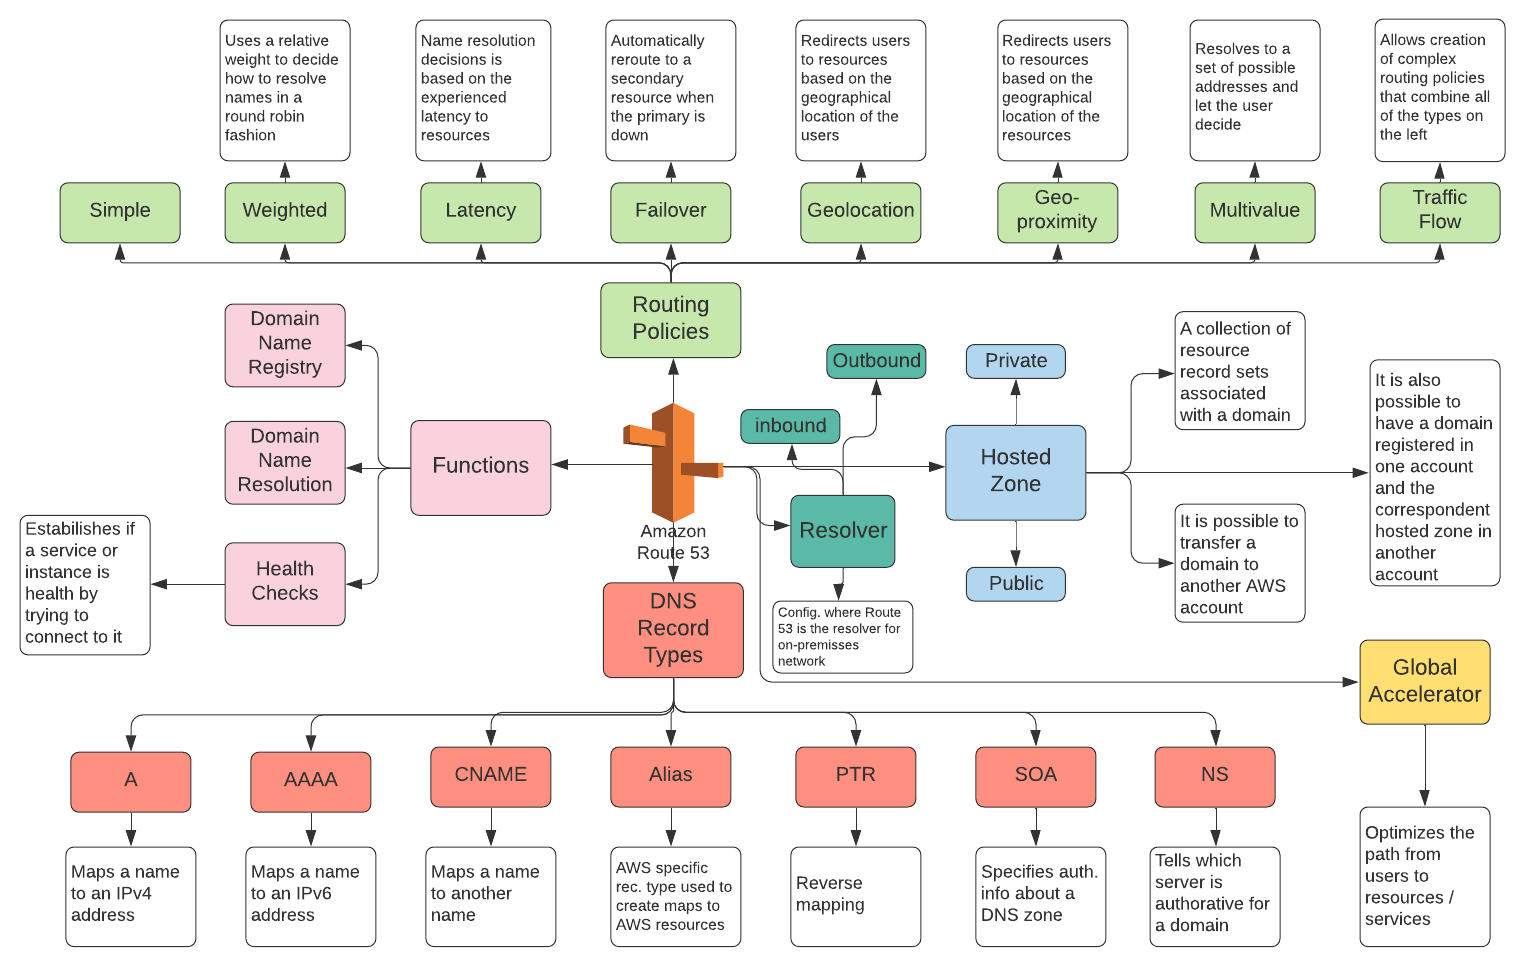 Uses a relative
weight to decide
how to resolve
names in a
round robin
fashion
Name resolution
decisions is
based on the
experienced
latency to
resources
Automatically
reroute to a
secondary
resource when
the primary is
down
Redirects users
to resources
based on the
geographical
location of the
users
Redirects users
to resources
based on the
geographical
location of the
resources
Resolves to a
set of possible
addresses and
let the user
decide
Allows creation
of complex
routing policies
that combine all
of the types on
the left
Simple
Weighted
Latency
Failover
Geolocation
Geo-
proximity
Multivalue
Traffic
Flow
Routing
Policies
Domain
Name
Registry
Domain
Name
Resolution
Health
Checks
Functions
Estabilishes if
a service or
instance is
health by
trying to
connect to it
Amazon
Route 53
Outbound
inbound
Resolver
Config. where Route
53 is the resolver for
on-premisses
network
Private
Hosted
Zone
Public
A collection of
resource
record sets
associated
with a domain
It is also
possible to
have a domain
registered in
one account
and the
correspondent
hosted zone in
another
account
It is possible to
transfer a
domain to
another AWS
account
DNS
Record
Types
Global
Accelerator
A
AAAA
CNAME
Alias
PTR
SOA
NS
Maps a name
to an IPv4
address
Maps a name
to an IPv6
address
Maps a name
to another
name
AWS specific
rec. type used to
create maps to
AWS resources
Reverse
mapping
Specifies auth.
info about a
DNS zone
Tells which
server is
authorative for
a domain
Optimizes the
path from
users to
resources /
services